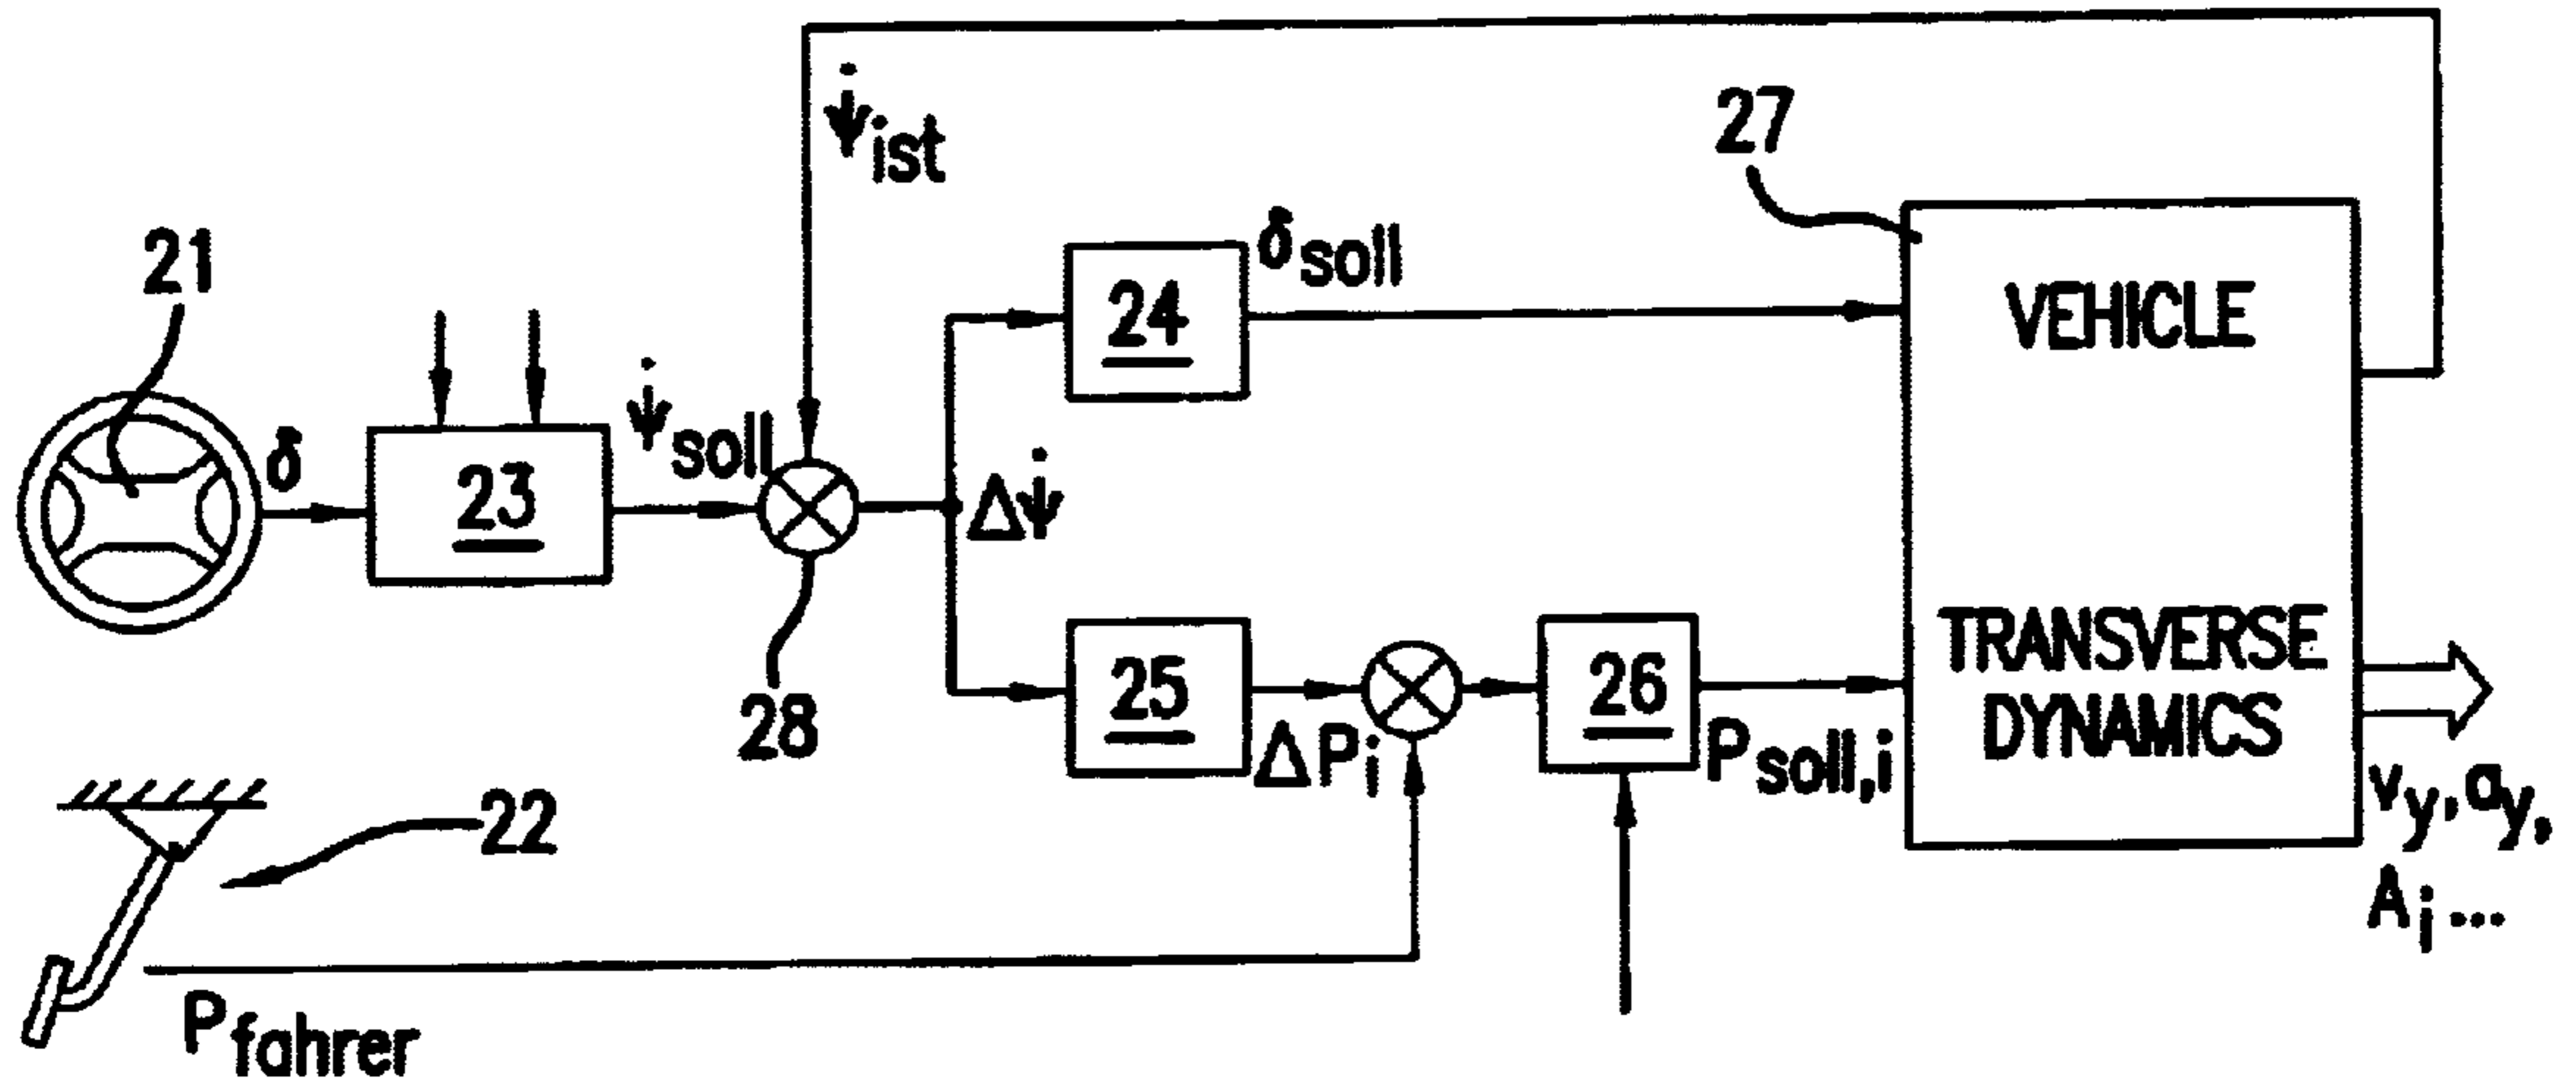 ψ̇ist
27
21
δsoll
24
VEHICLE
ψ̇soll
δ
23
Δψ̇
TRANSVERSE
DYNAMICS
25
26
28
ΔPi
Psoll,i
vy, ay,
22
Ai...
Pfahrer